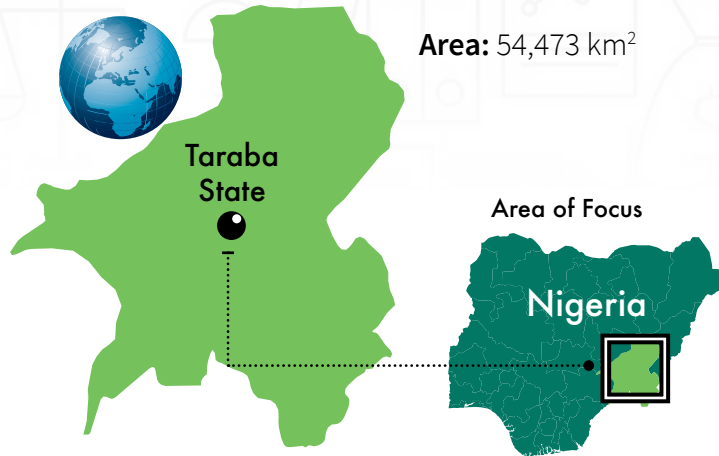 Area: 54,473 km²
Taraba
State
Area of Focus
Nigeria